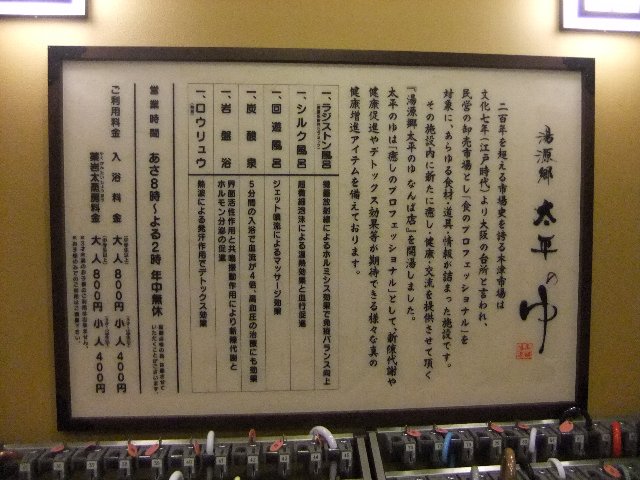 湯源郷 太平のゆ
二百年を超える市場史を誇る木津市場は
文化七年(江戸時代)より大阪の台所と言われ、
民営の卸売市場とし「食のプロフェッショナル」を
対象に、あらゆる食材・道具・情報が詰まった施設です。
その施設内に新たに癒し・健康・交流を提供させて頂く
『湯源郷太平のゆ なんば店』を開湯しました。
太平のゆは「癒しのプロフェッショナル」として、新陳代謝や
健康促進やデトックス効果等が期待できる様々な真の
健康増進アイテムを備えております。
一、ラジストン風呂
微量放射線によるホルミシス効果で免疫バランス向上
一、シルク風呂
超微細泡沫による温熱効果と血行促進
一、回遊風呂
ジェット噴流によるマッサージ効果
一、炭酸泉
5分間の入浴で血流が4倍、高血圧の治療にも効果
一、岩盤浴
界面活性作用と共鳴振動作用により新陳代謝と
ホルモン分泌の促進
一、ロウリュウ
熱波による発汗作用でデトックス効果
営業時間 あさ8時〜よる2時 年中無休
ご利用料金 入浴料金 大人 800円 小人 400円
薬岩太蒸房料金 大人 800円 小人 400円